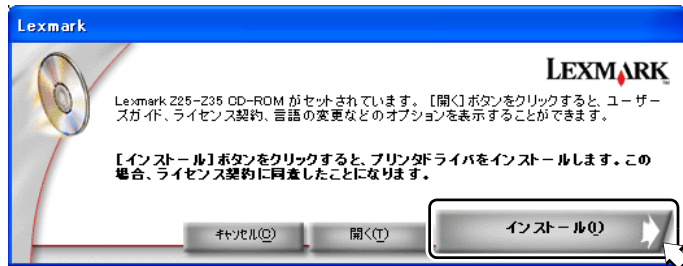 Lexmark
LEXMARK
Lexmark Z25-Z35 CD-ROM がセットされています。［開く］ボタンをクリックすると、ユーザー
ズガイド、ライセンス契約、言語の変更などのオプションを表示することができます。
［インストール］ボタンをクリックすると、プリンタドライバをインストールします。この
場合、ライセンス契約に同意したことになります。
キャンセル(C)
開く(T)
インストール(I)